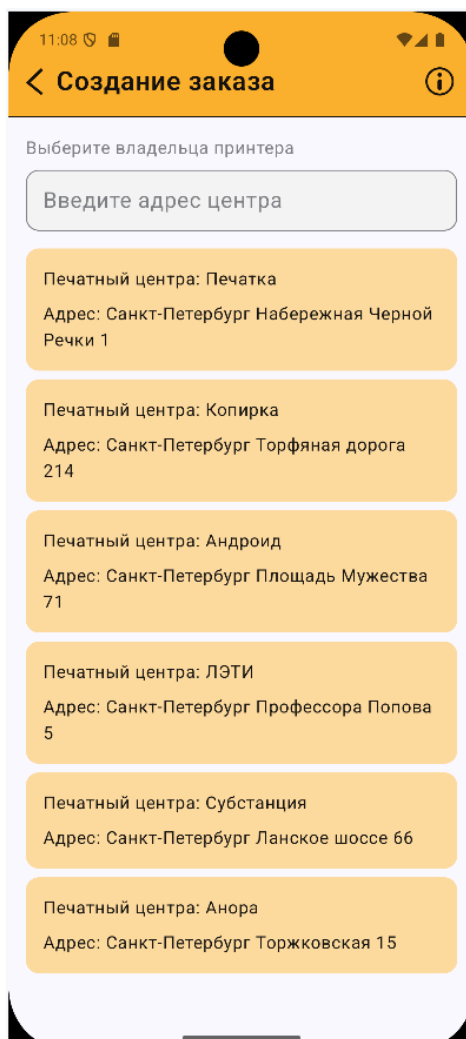 11:08
Создание заказа
Выберите владельца принтера
Введите адрес центра
Печатный центра: Печатка
Адрес: Санкт-Петербург Набережная Черной
Речки 1
Печатный центра: Копирка
Адрес: Санкт-Петербург Торфяная дорога
214
Печатный центра: Андроид
Адрес: Санкт-Петербург Площадь Мужества
71
Печатный центра: ЛЭТИ
Адрес: Санкт-Петербург Профессора Попова
5
Печатный центра: Субстанция
Адрес: Санкт-Петербург Ланское шоссе 66
Печатный центра: Анора
Адрес: Санкт-Петербург Торжковская 15